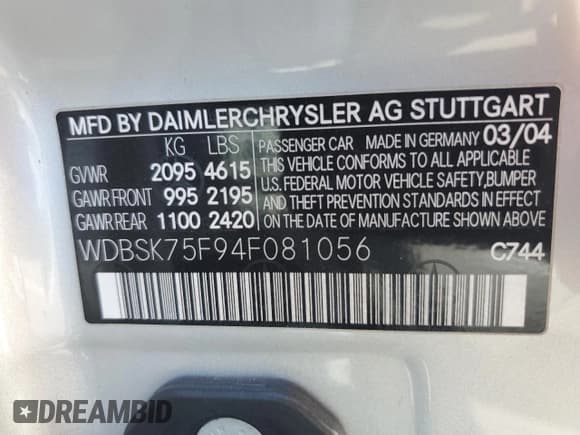 MFD BY DAIMLERCHRYSLER AG STUTTGART
KG LBS
GVWR 2095 4615
GAWR FRONT 995 2195
GAWR REAR 1100 2420
PASSENGER CAR MADE IN GERMANY 03/04
THIS VEHICLE CONFORMS TO ALL APPLICABLE
U.S. FEDERAL MOTOR VEHICLE SAFETY, BUMPER
AND THEFT PREVENTION STANDARDS IN EFFECT
ON THE DATE OF MANUFACTURE SHOWN ABOVE.
WDBSK75F94F081056 C744
DREAMBID